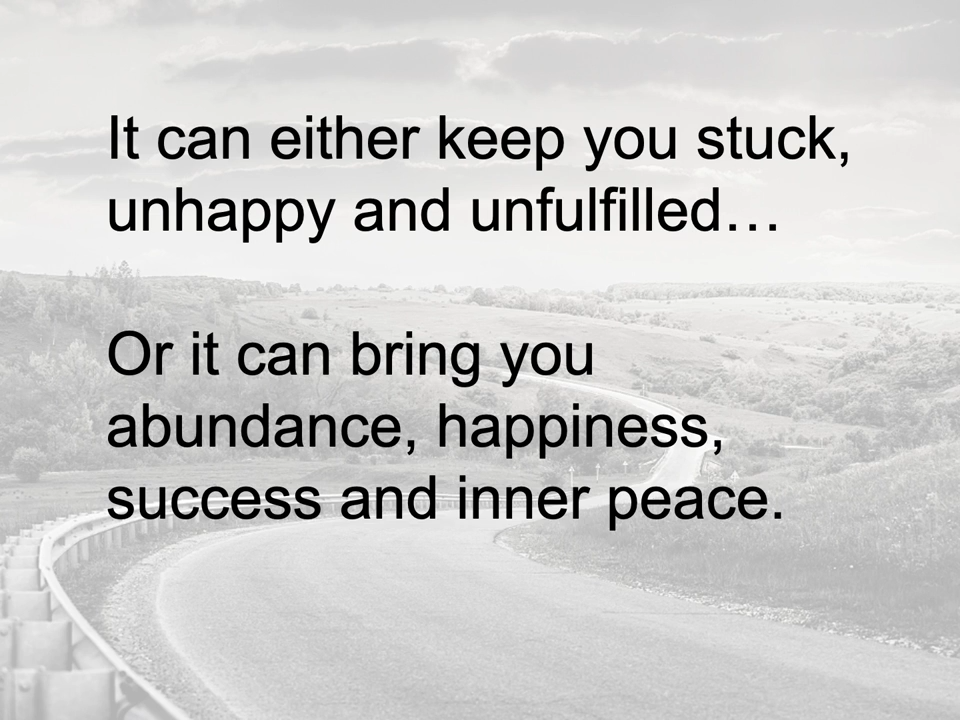 It can either keep you stuck,
unhappy and unfulfilled…
Or it can bring you
abundance, happiness,
success and inner peace.